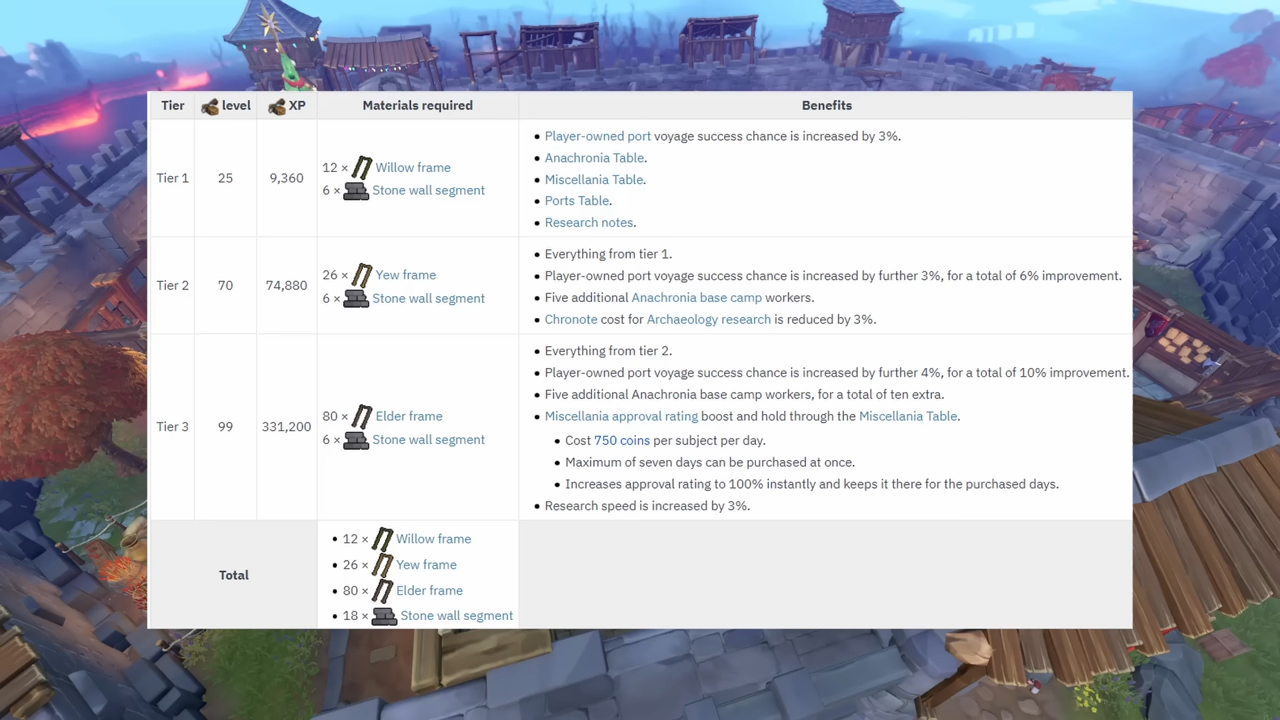 Tier level XP Materials required Benefits
Tier 1 25 9,360
12 × Willow frame
6 × Stone wall segment
• Player-owned port voyage success chance is increased by 3%.
• Anachronia Table.
• Miscellania Table.
• Ports Table.
• Research notes.
Tier 2 70 74,880
26 × Yew frame
6 × Stone wall segment
• Everything from tier 1.
• Player-owned port voyage success chance is increased by further 3%, for a total of 6% improvement.
• Five additional Anachronia base camp workers.
• Chronote cost for Archaeology research is reduced by 3%.
Tier 3 99 331,200
80 × Elder frame
6 × Stone wall segment
• Everything from tier 2.
• Player-owned port voyage success chance is increased by further 4%, for a total of 10% improvement.
• Five additional Anachronia base camp workers, for a total of ten extra.
• Miscellania approval rating boost and hold through the Miscellania Table.
• Cost 750 coins per subject per day.
• Maximum of seven days can be purchased at once.
• Increases approval rating to 100% instantly and keeps it there for the purchased days.
• Research speed is increased by 3%.
Total
• 12 × Willow frame
• 26 × Yew frame
• 80 × Elder frame
• 18 × Stone wall segment